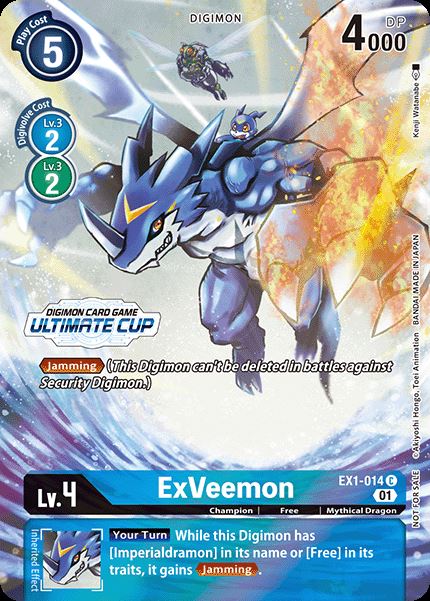 DIGIMON
Play Cost
5
4000
DP
Digivolve Cost
Lv.3
2
Lv.3
2
Kenji Watanabe
DIGIMON CARD GAME
ULTIMATE CUP
Jamming (This Digimon can't be deleted in battles against
Security Digimon.)
©Akiyoshi Hongo, Toei Animation BANDAI MADE IN JAPAN
NOT FOR SALE
Lv.4
ExVeemon
EX1-014 C
01
Champion | Free | Mythical Dragon
Inherited Effect
Your Turn While this Digimon has
[Imperialdramon] in its name or [Free] in its
traits, it gains Jamming.